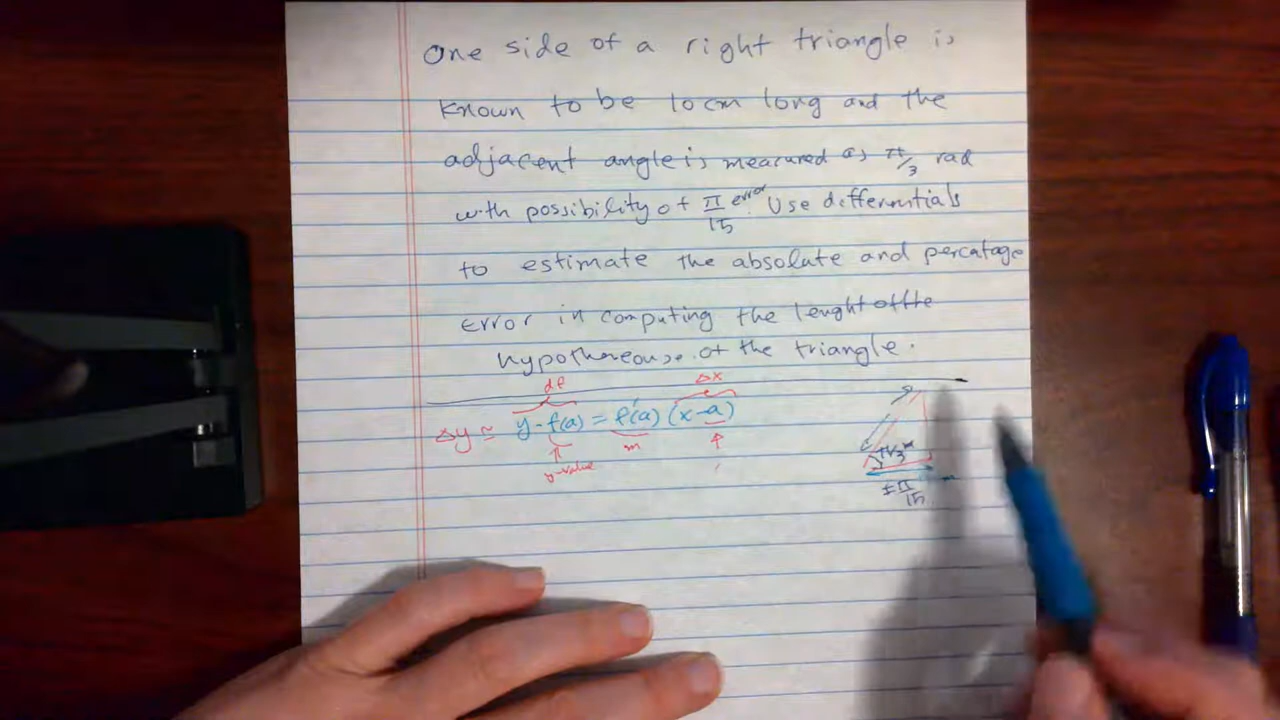 One side of a right triangle is
known to be 10cm long and the
adjacent angle is meacured as π/3 rad
with possibility of π/15 error. Use differentials
to estimate the absolute and percatage
error in computing the lenght of the
hypothereouse of the triangle.
df Δx
Δy ≃ y-f(a) = f'(a) (x-a)
m
y-value
π/3
±π/15